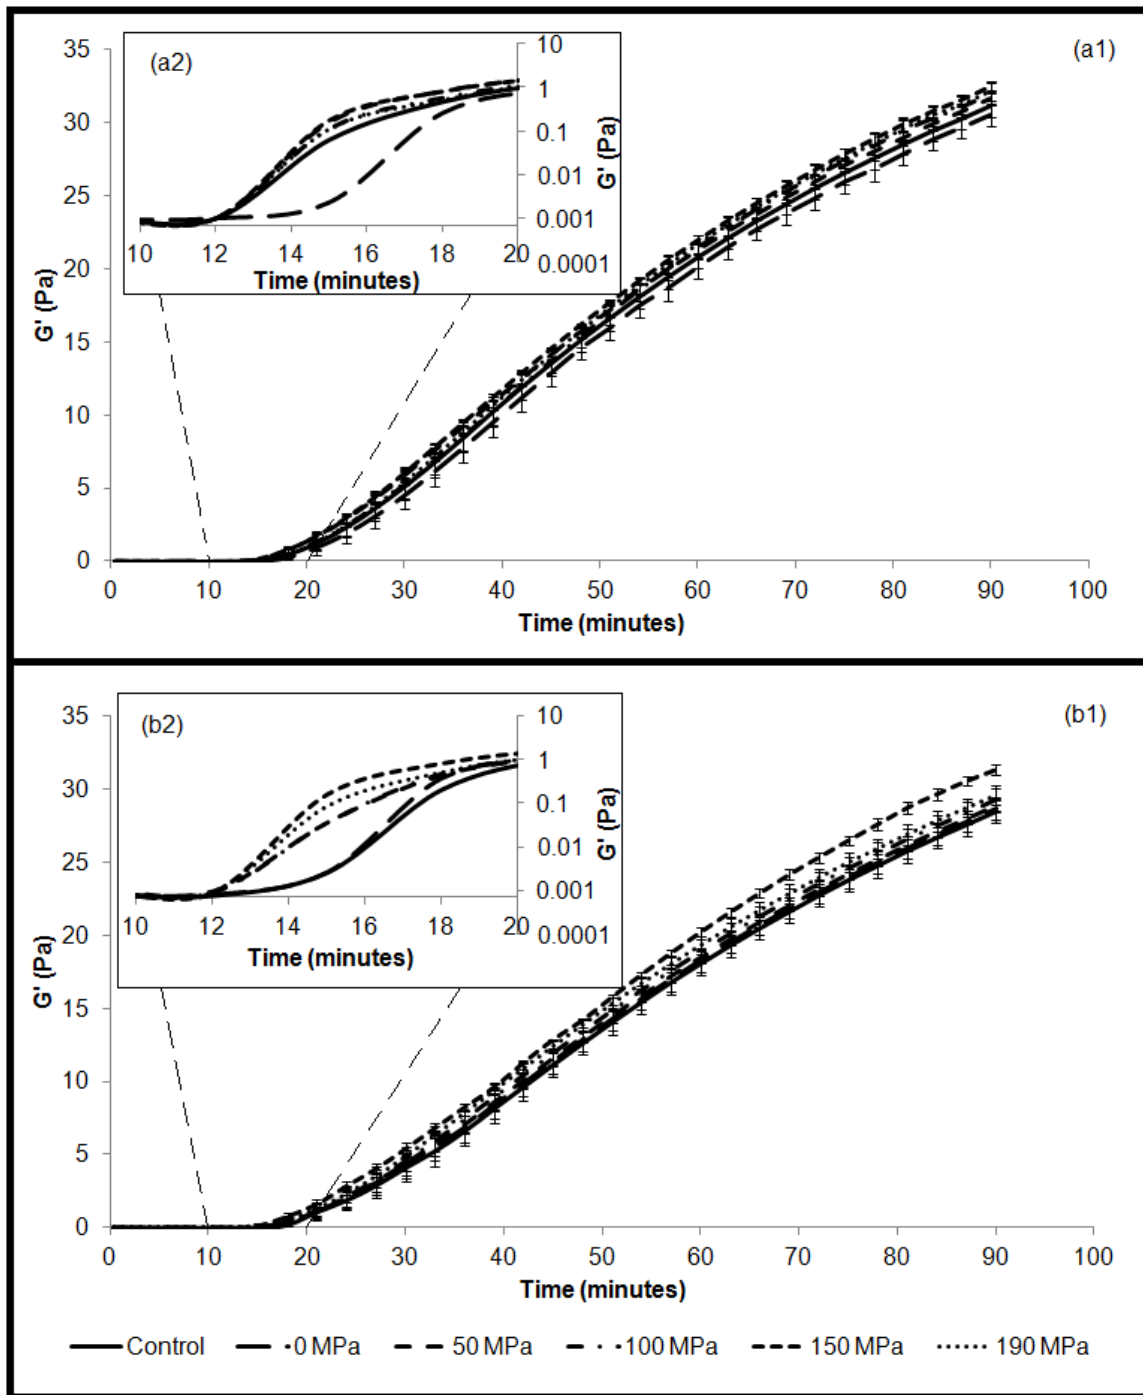 35
30
25
20
15
10
5
0
G' (Pa)
(a1)
(a2)
10
1
0.1
0.01
0.001
0.0001
G' (Pa)
10 12 14 16 18 20
Time (minutes)
0 10 20 30 40 50 60 70 80 90 100
Time (minutes)
35
30
25
20
15
10
5
0
G' (Pa)
(b1)
(b2)
10
1
0.1
0.01
0.001
0.0001
G' (Pa)
10 12 14 16 18 20
Time (minutes)
0 10 20 30 40 50 60 70 80 90 100
Time (minutes)
Control 0 MPa 50 MPa 100 MPa 150 MPa 190 MPa